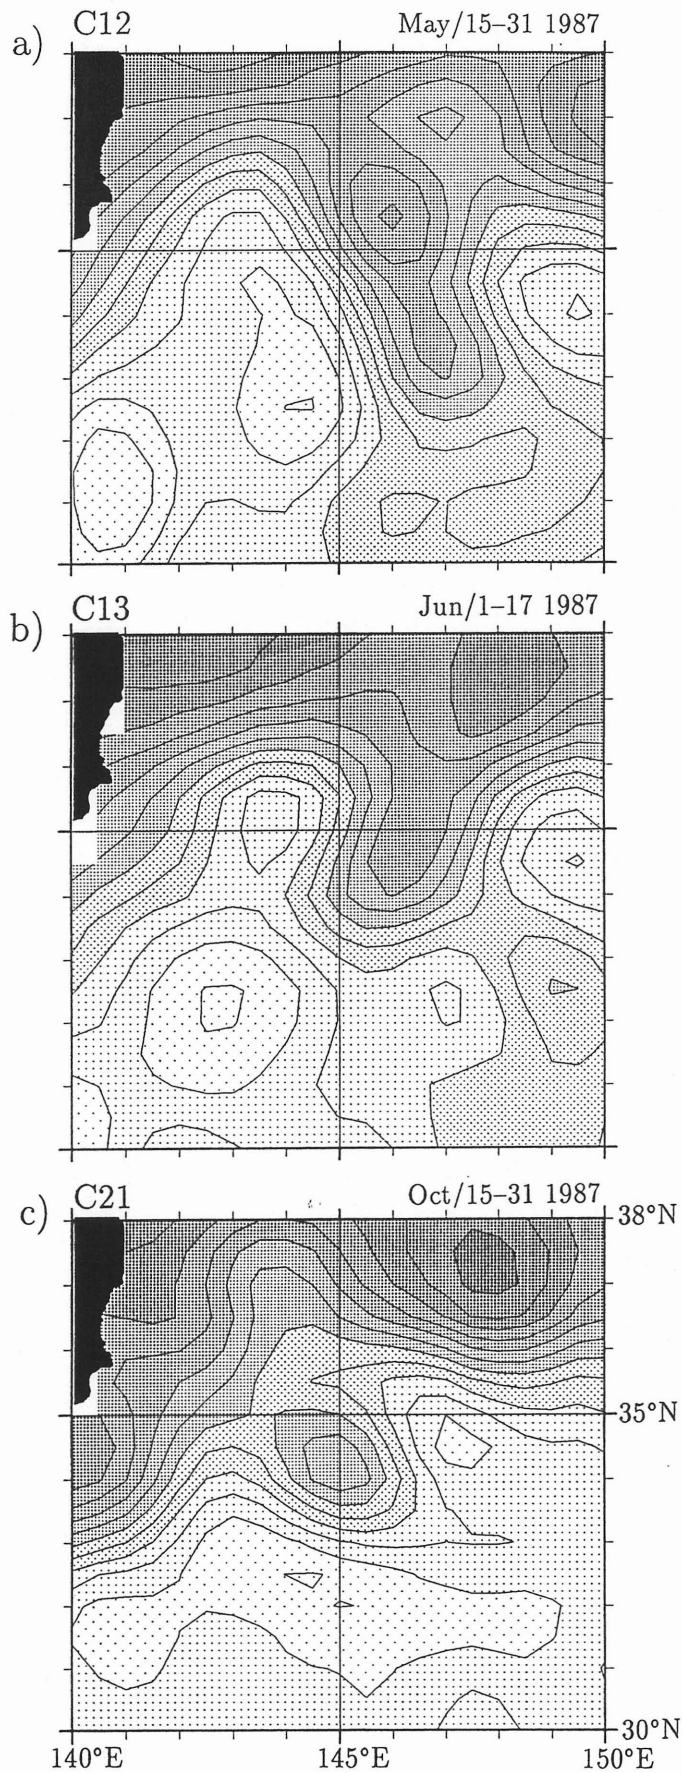 a) C12 May/15–31 1987
b) C13 Jun/1–17 1987
c) C21 Oct/15–31 1987
38°N
35°N
30°N
140°E 145°E 150°E